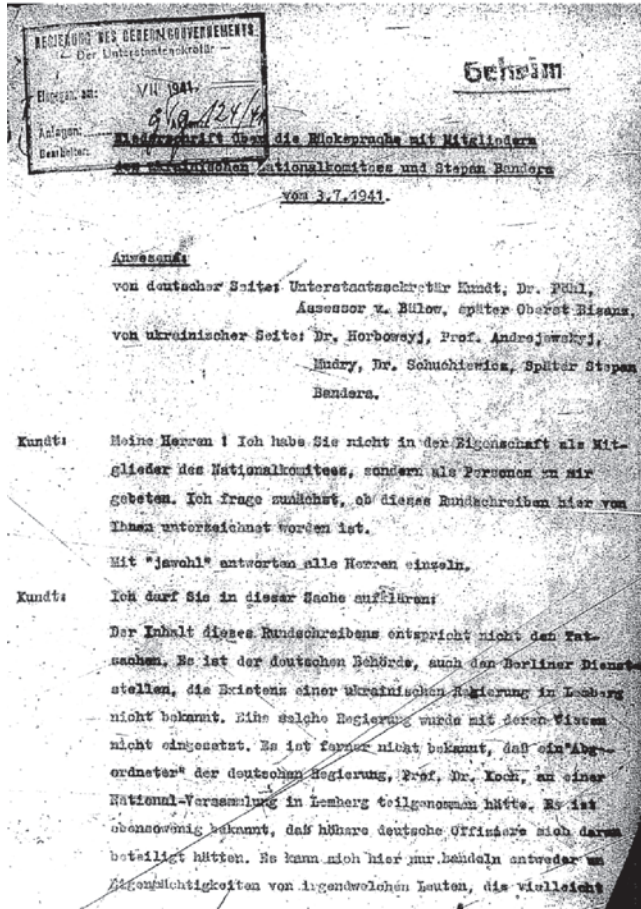 REGIERUNG DES GENERALGOUVERNEMENTS
— Der Unterstaatssekretär —
Eingeg. am: VII 1941
124/41
Anlagen:
Bearbeiter:
Geheim
Niederschrift über die Rücksprache mit Mitgliedern
des ukrainischen Nationalkomitees und Stepan Bandera
vom 3.7.1941.
Anwesend:
von deutscher Seite: Unterstaatssekretär Kundt, Dr. Föhl,
Assessor v. Bülow, später Oberst Bisanz,
von ukrainischer Seite: Dr. Horbowyj, Prof. Andrejewskyj,
Mudry, Dr. Schuchiewicz, Später Stepan
Bandera.
Kundt: Meine Herren ! Ich habe Sie nicht in der Eigenschaft als Mit-
glieder des Nationalkomitees, sondern als Personen zu mir
gebeten. Ich frage zunächst, ob dieses Rundschreiben hier von
Ihnen unterzeichnet worden ist.
Mit "jawohl" antworten alle Herren einzeln.
Kundt: Ich darf Sie in dieser Sache aufklären:
Der Inhalt dieses Rundschreibens entspricht nicht den Tat-
sachen. Es ist der deutschen Behörde, auch den Berliner Dienst-
stellen, die Existenz einer ukrainischen Regierung in Lemberg
nicht bekannt. Eine solche Regierung wurde mit deren Wissen
nicht eingesetzt. Es ist ferner nicht bekannt, daß ein "Abge-
ordneter" der deutschen Regierung, Prof. Dr. Koch, an einer
National-Versammlung in Lemberg teilgenommen hätte. Es ist
ebensowenig bekannt, daß höhere deutsche Offiziere sich daran
beteiligt hätten. Es kann sich hier nur handeln entweder um
Eigenmächtigkeiten von irgendwelchen Leuten, die vielleicht